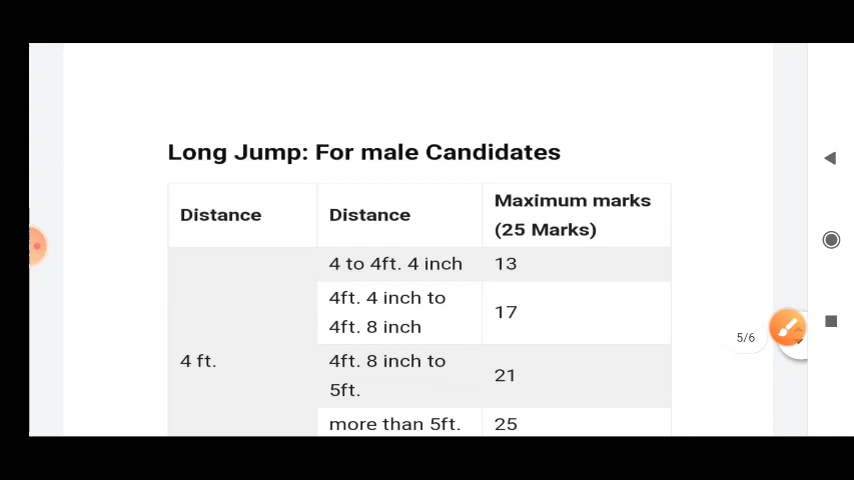 Long Jump: For male Candidates
Distance
Distance
Maximum marks
(25 Marks)
4 ft.
4 to 4ft. 4 inch
13
4ft. 4 inch to
4ft. 8 inch
17
4ft. 8 inch to
5ft.
21
more than 5ft.
25
5/6